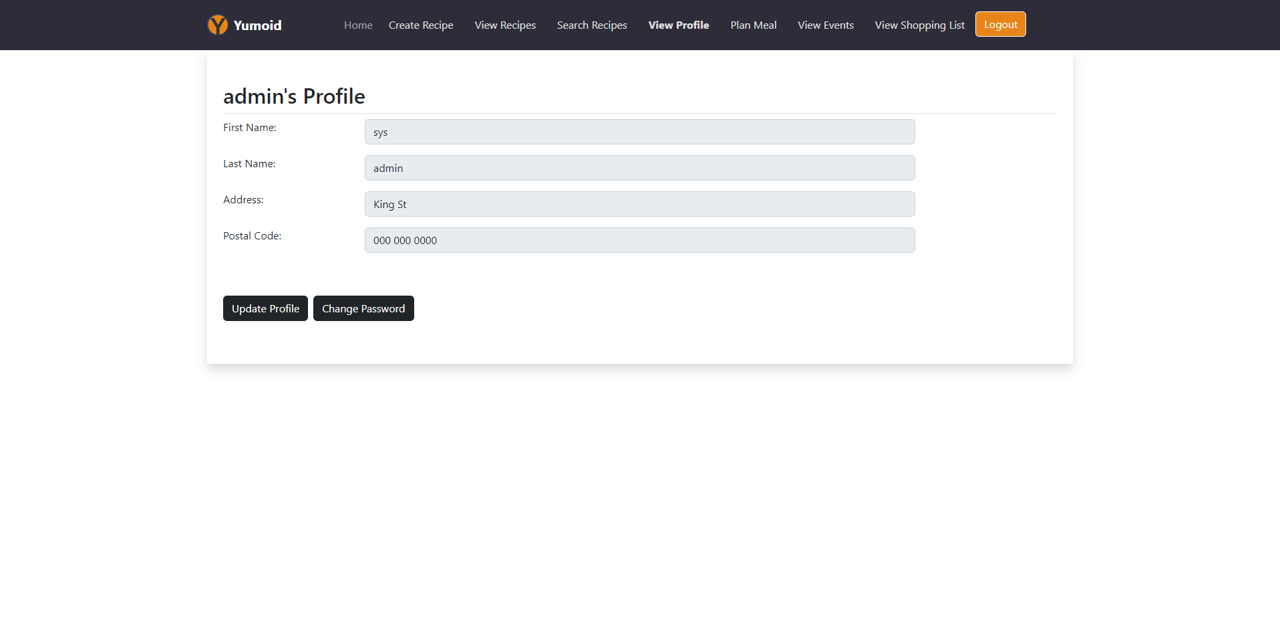 Yumoid Home Create Recipe View Recipes Search Recipes View Profile Plan Meal View Events View Shopping List Logout
admin's Profile
First Name: sys
Last Name: admin
Address: King St
Postal Code: 000 000 0000
Update Profile Change Password